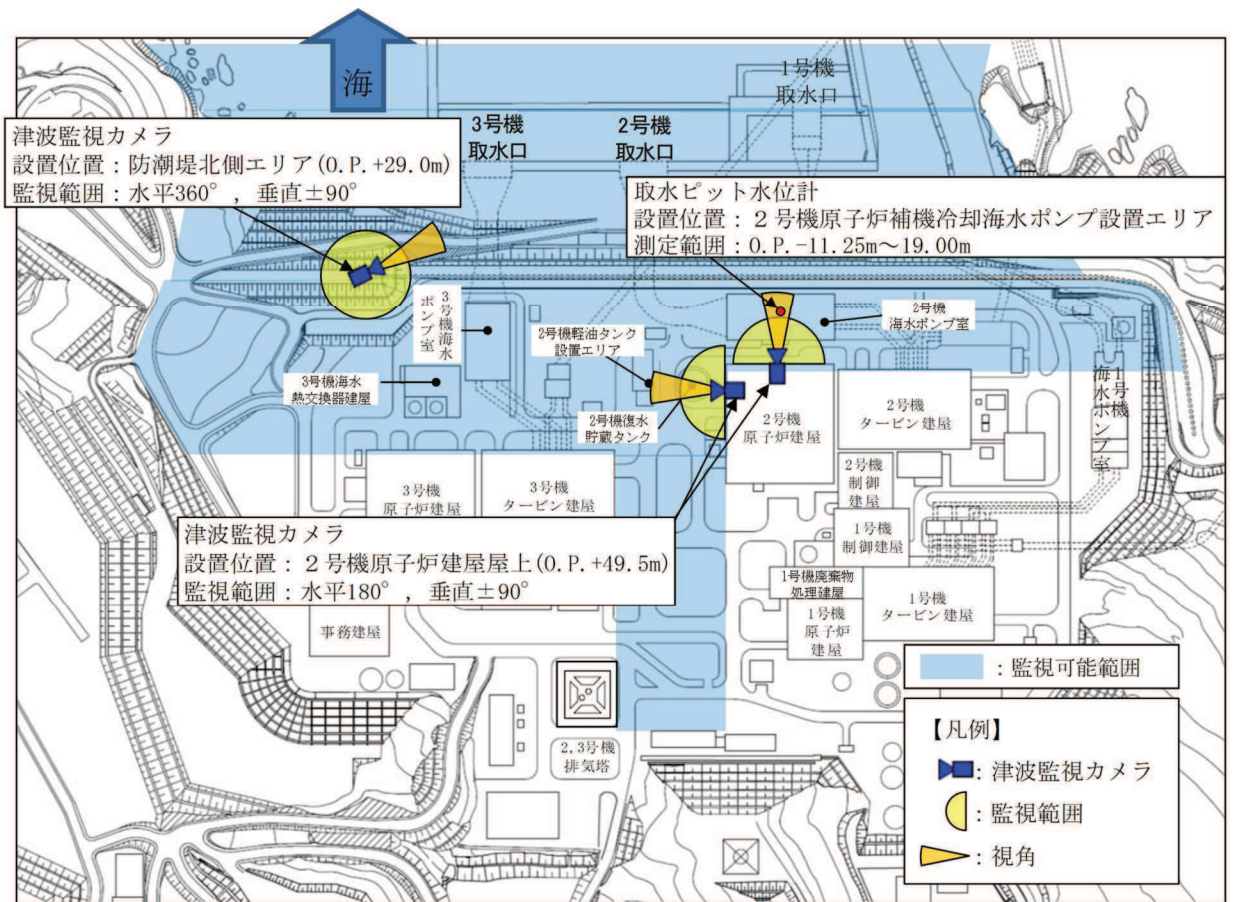 海
1号機
取水口
津波監視カメラ
設置位置：防潮堤北側エリア(O.P.+29.0m)
監視範囲：水平360°，垂直±90°
3号機
取水口
2号機
取水口
取水ピット水位計
設置位置：２号機原子炉補機冷却海水ポンプ設置エリア
測定範囲：O.P.-11.25m～19.00m
3号機海水
ポンプ室
2号機軽油タンク
設置エリア
2号機
海水ポンプ室
3号機海水
熱交換器建屋
2号機復水
貯蔵タンク
2号機
原子炉建屋
2号機
タービン建屋
1号機
海水ポンプ室
3号機
原子炉建屋
3号機
タービン建屋
2号機
制御
建屋
1号機
制御建屋
津波監視カメラ
設置位置：２号機原子炉建屋屋上(O.P.+49.5m)
監視範囲：水平180°，垂直±90°
1号機廃棄物
処理建屋
1号機
原子炉
建屋
1号機
タービン建屋
事務建屋
2,3号機
排気塔
：監視可能範囲
【凡例】
：津波監視カメラ
：監視範囲
：視角